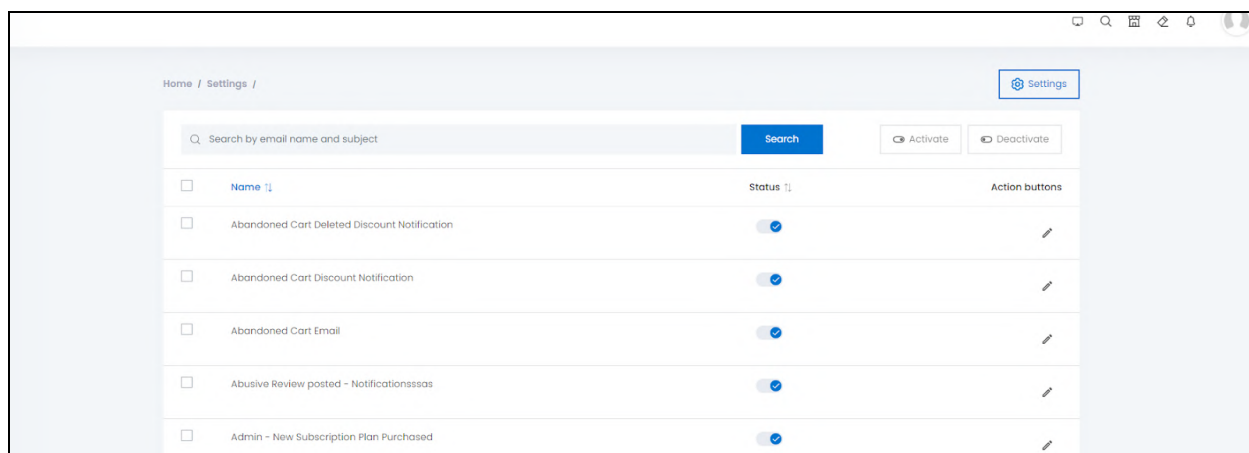 Home / Settings /
Settings
Search by email name and subject
Search
Activate
Deactivate
Name
Status
Action buttons
Abandoned Cart Deleted Discount Notification
Abandoned Cart Discount Notification
Abandoned Cart Email
Abusive Review posted - Notificationsssas
Admin - New Subscription Plan Purchased